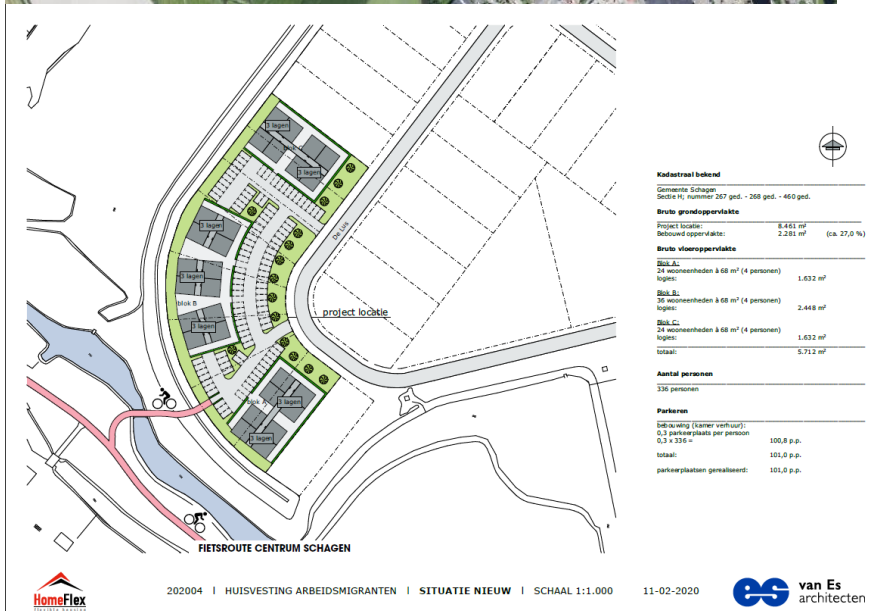 3 lagen
blok C
3 lagen
3 lagen
3 lagen
blok B
3 lagen
De Luis
project locatie
blok A
3 lagen
3 lagen
FIETSROUTE CENTRUM SCHAGEN
Kadastraal bekend
Gemeente Schagen
Sectie H; nummer 267 ged. - 268 ged. - 460 ged.
Bruto grondoppervlakte
Project locatie: 8.461 m²
Bebouwd oppervlakte: 2.281 m² (ca. 27,0 %)
Bruto vloeroppervlakte
Blok A:
24 wooneenheden à 68 m² (4 personen)
logies: 1.632 m²
Blok B:
36 wooneenheden à 68 m² (4 personen)
logies: 2.448 m²
Blok C:
24 wooneenheden à 68 m² (4 personen)
logies: 1.632 m²
totaal: 5.712 m²
Aantal personen
336 personen
Parkeren
bebouwing (kamer verhuur):
0,3 parkeerplaats per persoon
0,3 x 336 = 100,8 p.p.
totaal: 101,0 p.p.
parkeerplaatsen gerealiseerd: 101,0 p.p.
HomeFlex
flexibele huizen
202004 | HUISVESTING ARBEIDSMIGRANTEN | SITUATIE NIEUW | SCHAAL 1:1.000 11-02-2020
es van Es
architecten